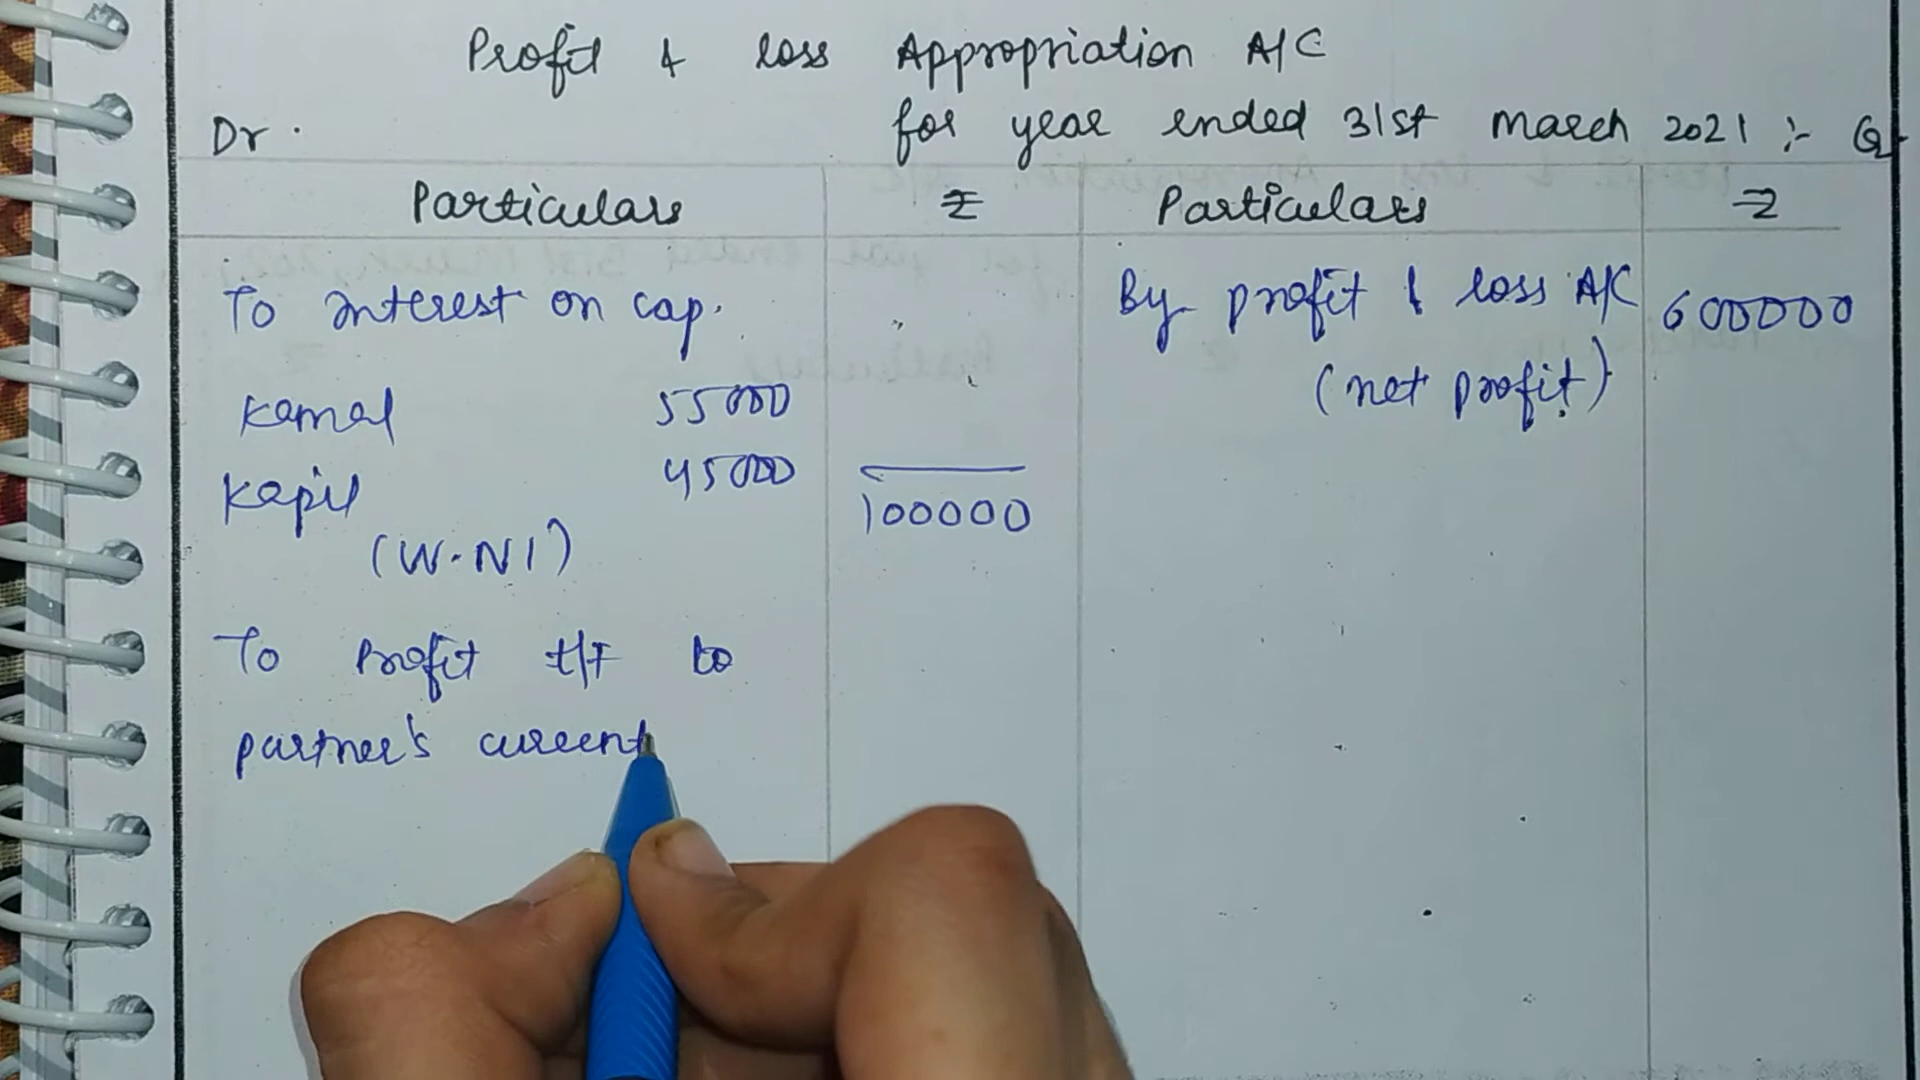 Profit & loss Appropriation A/C
for year ended 31st march 2021 :-
Dr. Cr
Particulars ₹ Particulars ₹
To Interest on cap. By profit & loss A/C 600000
(net profit)
Kamal 55000
Kapil 45000
100000
(W.N1)
To Profit t/f to
partner's current